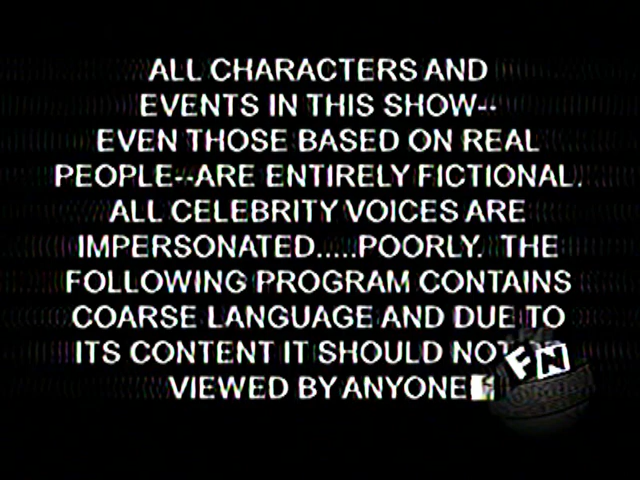 ALL CHARACTERS AND
EVENTS IN THIS SHOW--
EVEN THOSE BASED ON REAL
PEOPLE--ARE ENTIRELY FICTIONAL.
ALL CELEBRITY VOICES ARE
IMPERSONATED.....POORLY. THE
FOLLOWING PROGRAM CONTAINS
COARSE LANGUAGE AND DUE TO
ITS CONTENT IT SHOULD NOT
VIEWED BY ANYONE
FN